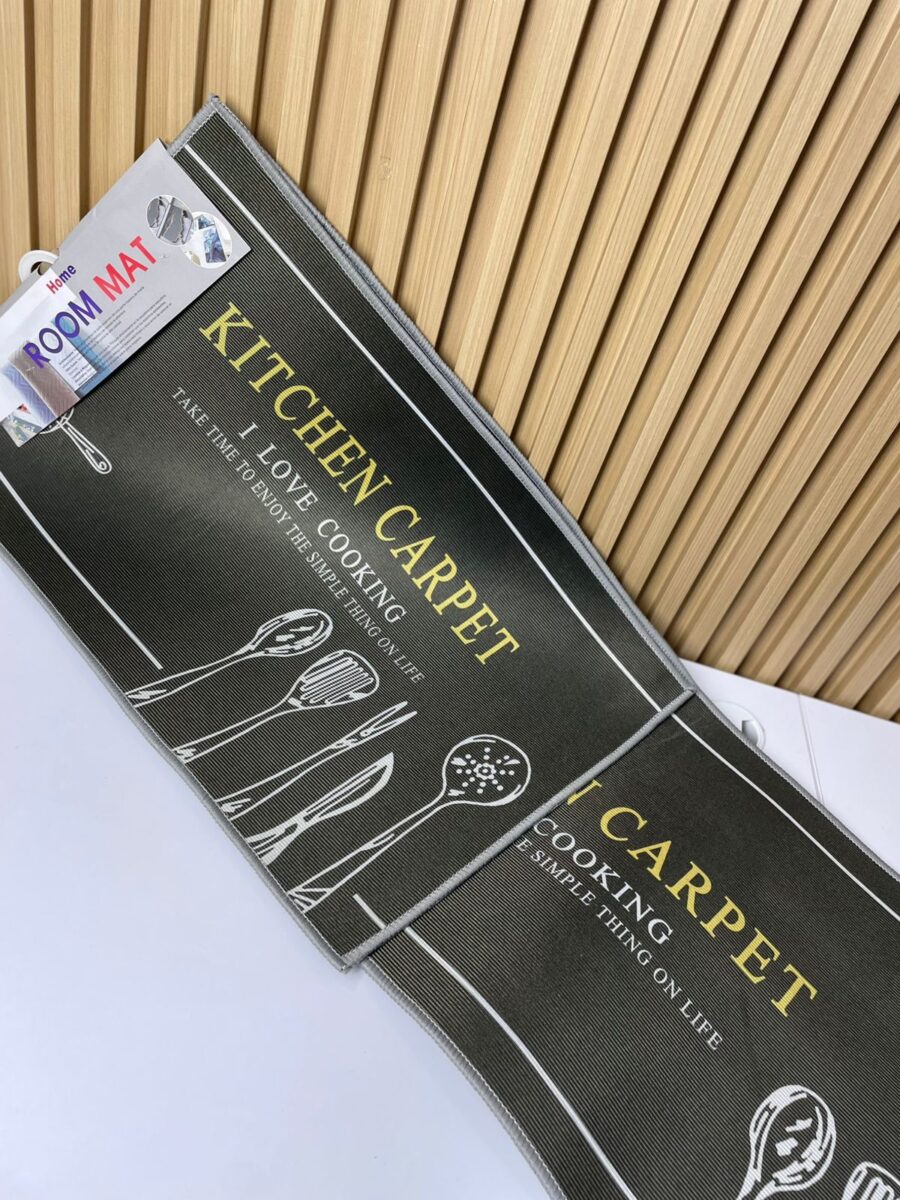 Home
ROOM MAT
KITCHEN CARPET
I LOVE COOKING
TAKE TIME TO ENJOY THE SIMPLE THING ON LIFE
N CARPET
COOKING
E SIMPLE THING ON LIFE